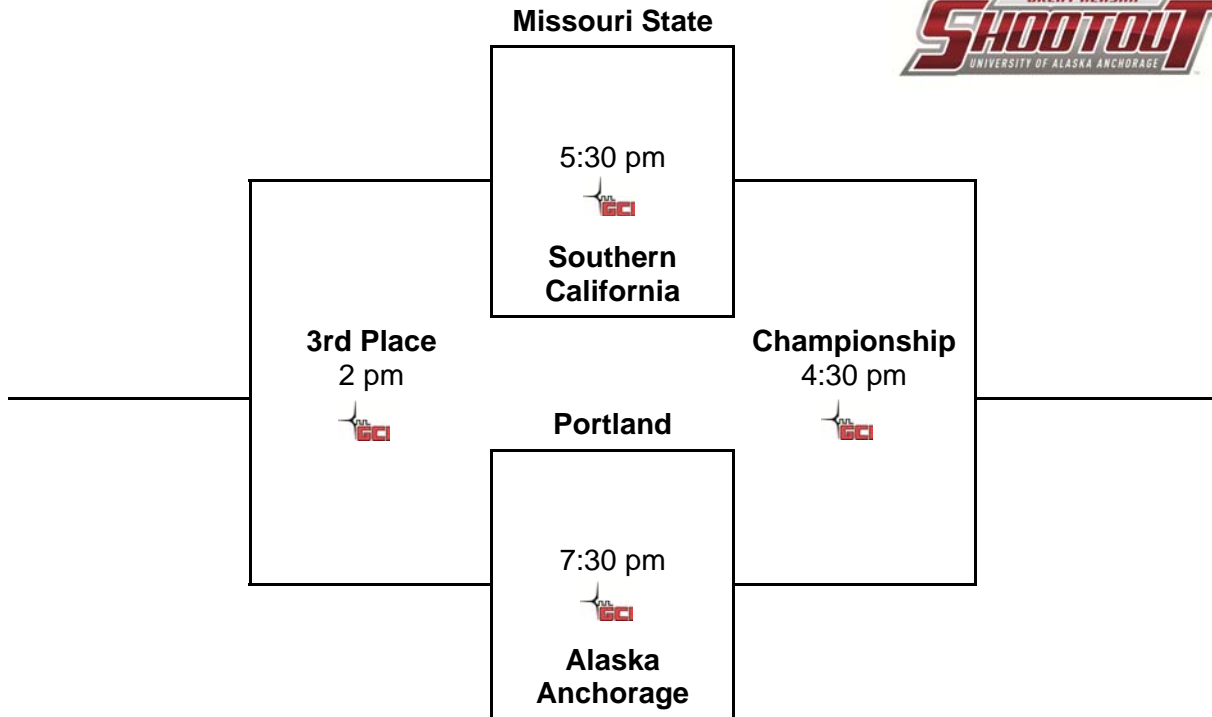 Missouri State
SHOOTOUT
UNIVERSITY OF ALASKA ANCHORAGE
5:30 pm
GCI
Southern
California
3rd Place
2 pm
GCI
Championship
4:30 pm
GCI
Portland
7:30 pm
GCI
Alaska
Anchorage